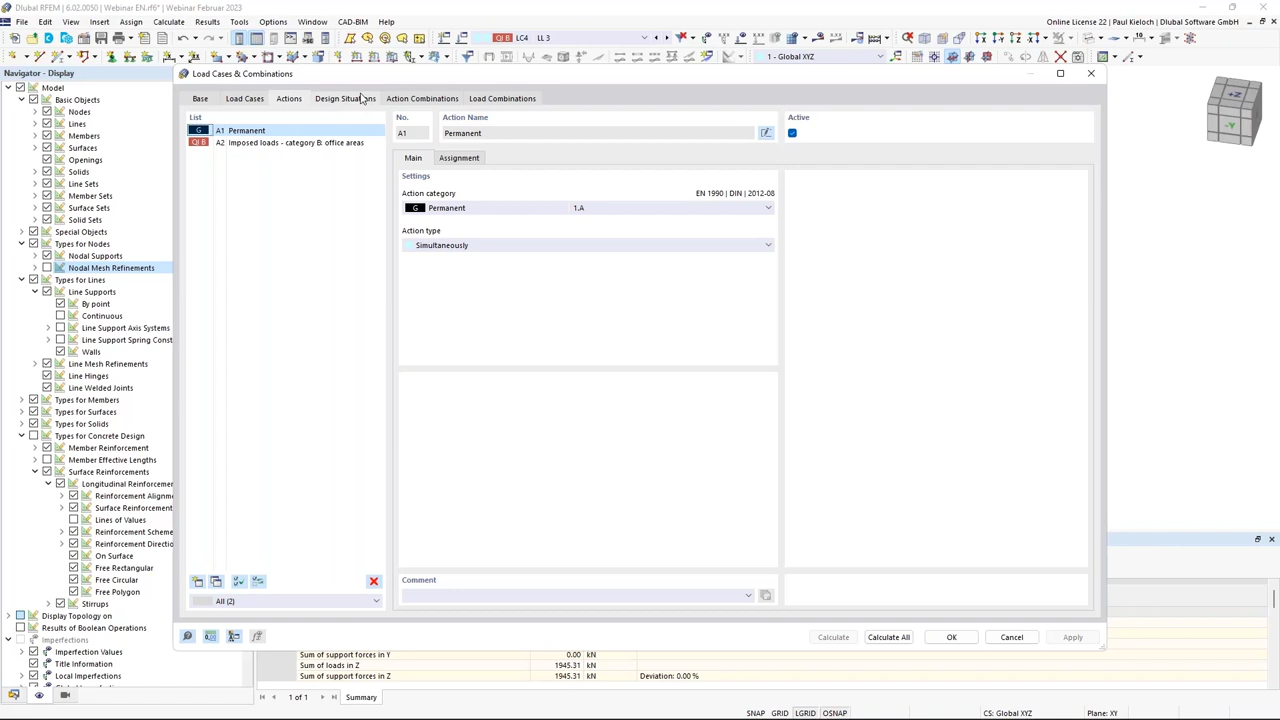 Dlubal RFEM | 6.02.0050 | Webinar EN.rf6* | Webinar Februar 2023
File Edit View Insert Assign Calculate Results Tools Options Window CAD-BIM Help
Online License 22 | Paul Kieloch | Dlubal Software GmbH
QI B LC4 LL 3
1 - Global XYZ
Navigator - Display
Model
Basic Objects
Nodes
Lines
Members
Surfaces
Openings
Solids
Line Sets
Member Sets
Surface Sets
Solid Sets
Special Objects
Types for Nodes
Nodal Supports
Nodal Mesh Refinements
Types for Lines
Line Supports
By point
Continuous
Line Support Axis Systems
Line Support Spring Const
Walls
Line Mesh Refinements
Line Hinges
Line Welded Joints
Types for Members
Types for Surfaces
Types for Solids
Types for Concrete Design
Member Reinforcement
Member Effective Lengths
Surface Reinforcements
Longitudinal Reinforcemer
Reinforcement Alignm
Surface Reinforcement
Lines of Values
Reinforcement Scheme
Reinforcement Directio
On Surface
Free Rectangular
Free Circular
Free Polygon
Stirrups
Display Topology on
Results of Boolean Operations
Imperfections
Imperfection Values
Title Information
Local Imperfections
Load Cases & Combinations
Base Load Cases Actions Design Situations Action Combinations Load Combinations
List
G A1 Permanent
QI B A2 Imposed loads - category B: office areas
All (2)
No.
A1
Action Name
Permanent
Active
Main Assignment
Settings
Action category EN 1990 | DIN | 2012-08
G Permanent 1.A
Action type
Simultaneously
Comment
Calculate Calculate All OK Cancel Apply
Sum of support forces in Y 0.00 kN
Sum of loads in Z 1945.31 kN
Sum of support forces in Z 1945.31 kN Deviation: 0.00 %
1 of 1 Summary
SNAP GRID LGRID OSNAP
CS: Global XYZ Plane: XY
+Z
-Y